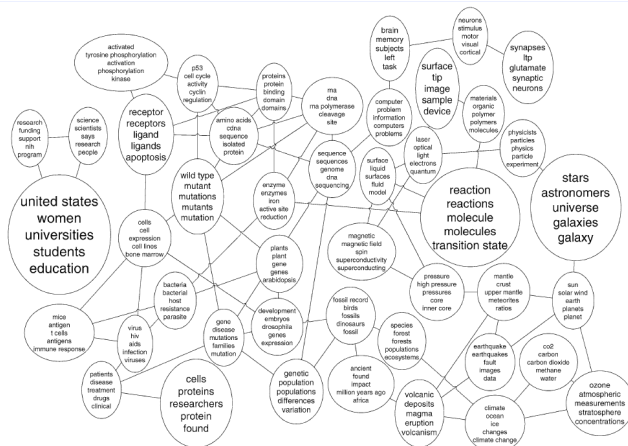 activated
tyrosine phosphorylation
activation
phosphorylation
kinase
p53
cell cycle
activity
cyclin
regulation
proteins
protein
binding
domain
domains
rna
dna
rna polymerase
cleavage
site
brain
memory
subjects
left
task
neurons
stimulus
motor
visual
cortical
synapses
ltp
glutamate
synaptic
neurons
surface
tip
image
sample
device
materials
organic
polymer
polymers
molecules
physicists
particles
physics
particle
experiment
research
funding
support
nih
program
science
scientists
says
research
people
receptor
receptors
ligand
ligands
apoptosis
amino acids
cdna
sequence
isolated
protein
computer
problem
information
computers
problems
laser
optical
light
electrons
quantum
sequence
sequences
genome
dna
sequencing
surface
liquid
surfaces
fluid
model
united states
women
universities
students
education
wild type
mutant
mutations
mutants
mutation
enzyme
enzymes
iron
active site
reduction
reaction
reactions
molecule
molecules
transition state
stars
astronomers
universe
galaxies
galaxy
cells
cell
expression
cell lines
bone marrow
magnetic
magnetic field
spin
superconductivity
superconducting
plants
plant
gene
genes
arabidopsis
bacteria
bacterial
host
resistance
parasite
pressure
high pressure
pressures
core
inner core
mantle
crust
upper mantle
meteorites
ratios
sun
solar wind
earth
planets
planet
mice
antigen
t cells
antigens
immune response
virus
hiv
aids
infection
viruses
gene
disease
mutations
families
mutation
development
embryos
drosophila
genes
expression
fossil record
birds
fossils
dinosaurs
fossil
species
forest
forests
populations
ecosystems
earthquake
earthquakes
fault
images
data
co2
carbon
carbon dioxide
methane
water
patients
disease
treatment
drugs
clinical
cells
proteins
researchers
protein
found
genetic
population
populations
differences
variation
ancient
found
impact
million years ago
africa
volcanic
deposits
magma
eruption
volcanism
climate
ocean
ice
changes
climate change
ozone
atmospheric
measurements
stratosphere
concentrations